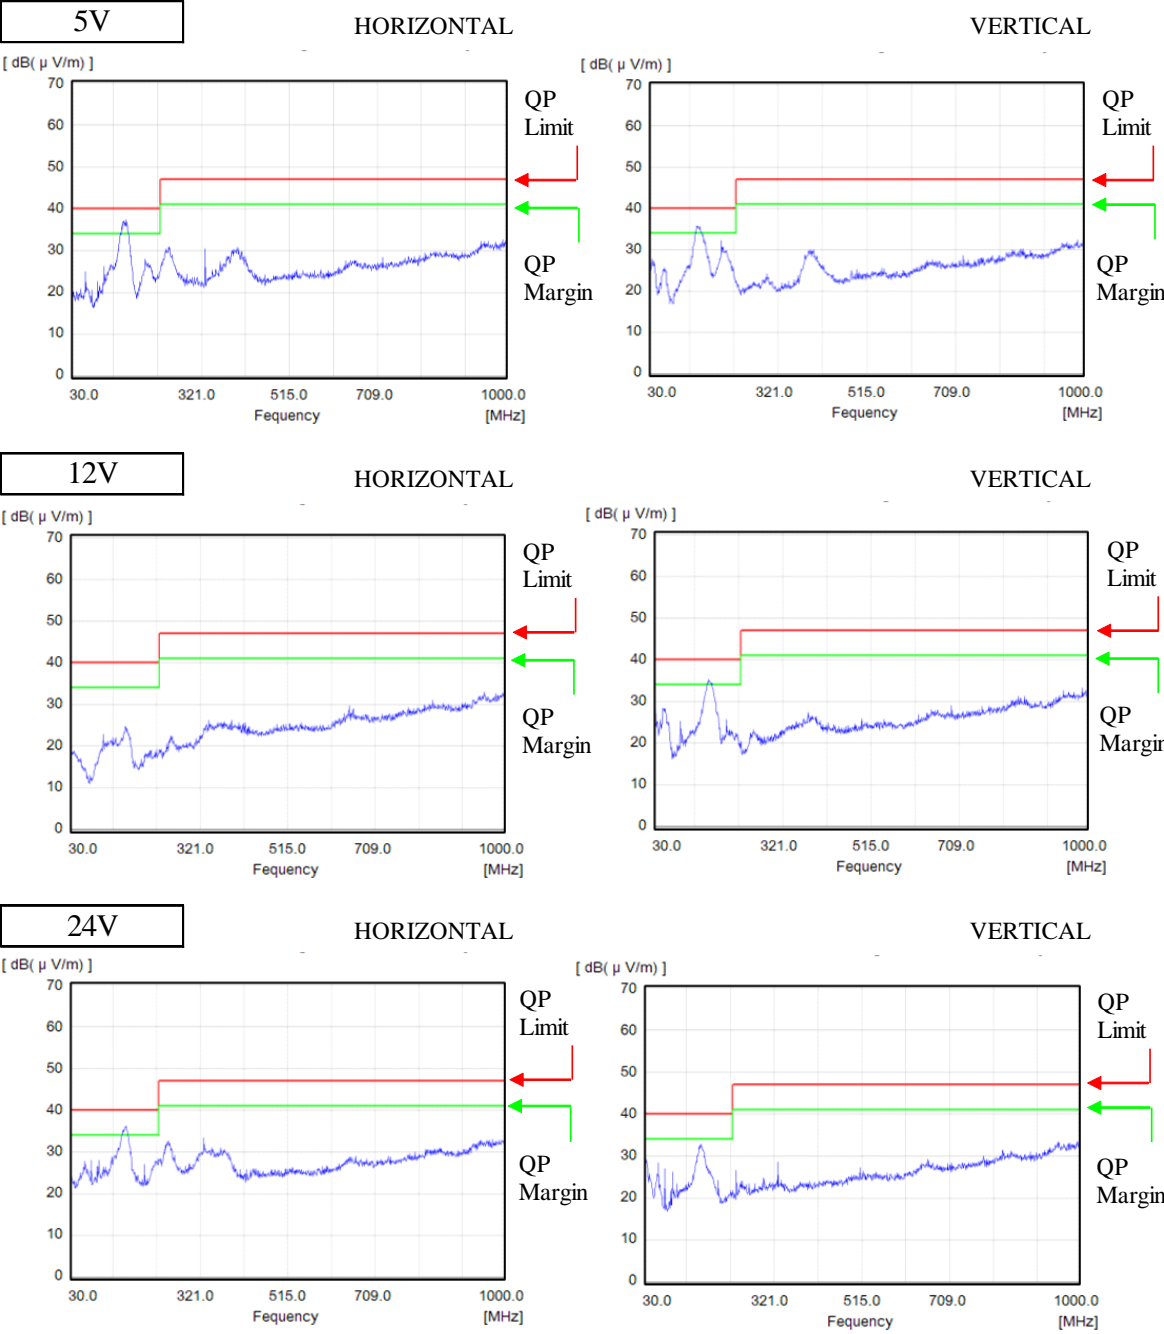 5V HORIZONTAL VERTICAL
[ dB( μ V/m) ] [ dB( μ V/m) ]
70 70
QP Limit QP Limit
60 60
50 50
40 40
30 30
QP Margin QP Margin
20 20
10 10
0 0
30.0 321.0 515.0 709.0 1000.0 30.0 321.0 515.0 709.0 1000.0
Fequency [MHz] Fequency [MHz]
12V HORIZONTAL VERTICAL
[ dB( μ V/m) ] [ dB( μ V/m) ]
70 70
QP Limit QP Limit
60 60
50 50
40 40
30 30
QP Margin QP Margin
20 20
10 10
0 0
30.0 321.0 515.0 709.0 1000.0 30.0 321.0 515.0 709.0 1000.0
Fequency [MHz] Fequency [MHz]
24V HORIZONTAL VERTICAL
[ dB( μ V/m) ] [ dB( μ V/m) ]
70 70
QP Limit QP Limit
60 60
50 50
40 40
30 30
QP Margin QP Margin
20 20
10 10
0 0
30.0 321.0 515.0 709.0 1000.0 30.0 321.0 515.0 709.0 1000.0
Fequency [MHz] Fequency [MHz]